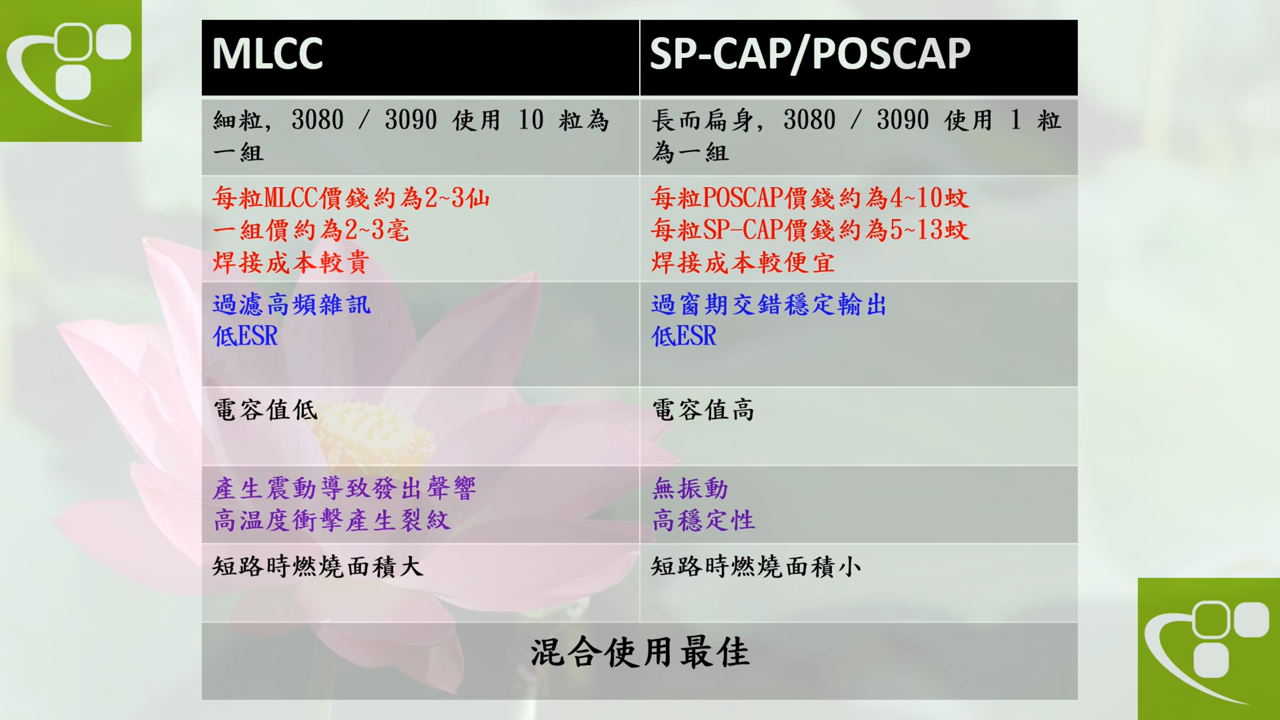 MLCC
SP-CAP/POSCAP
細粒, 3080 / 3090 使用 10 粒為
一組
長而扁身, 3080 / 3090 使用 1 粒
為一組
每粒MLCC價錢約為2~3仙
一組價約為2~3毫
焊接成本較貴
每粒POSCAP價錢約為4~10蚊
每粒SP-CAP價錢約為5~13蚊
焊接成本較便宜
過濾高頻雜訊
低ESR
過窗期交錯穩定輸出
低ESR
電容值低
電容值高
產生震動導致發出聲響
高溫度衝擊產生裂紋
無振動
高穩定性
短路時燃燒面積大
短路時燃燒面積小
混合使用最佳